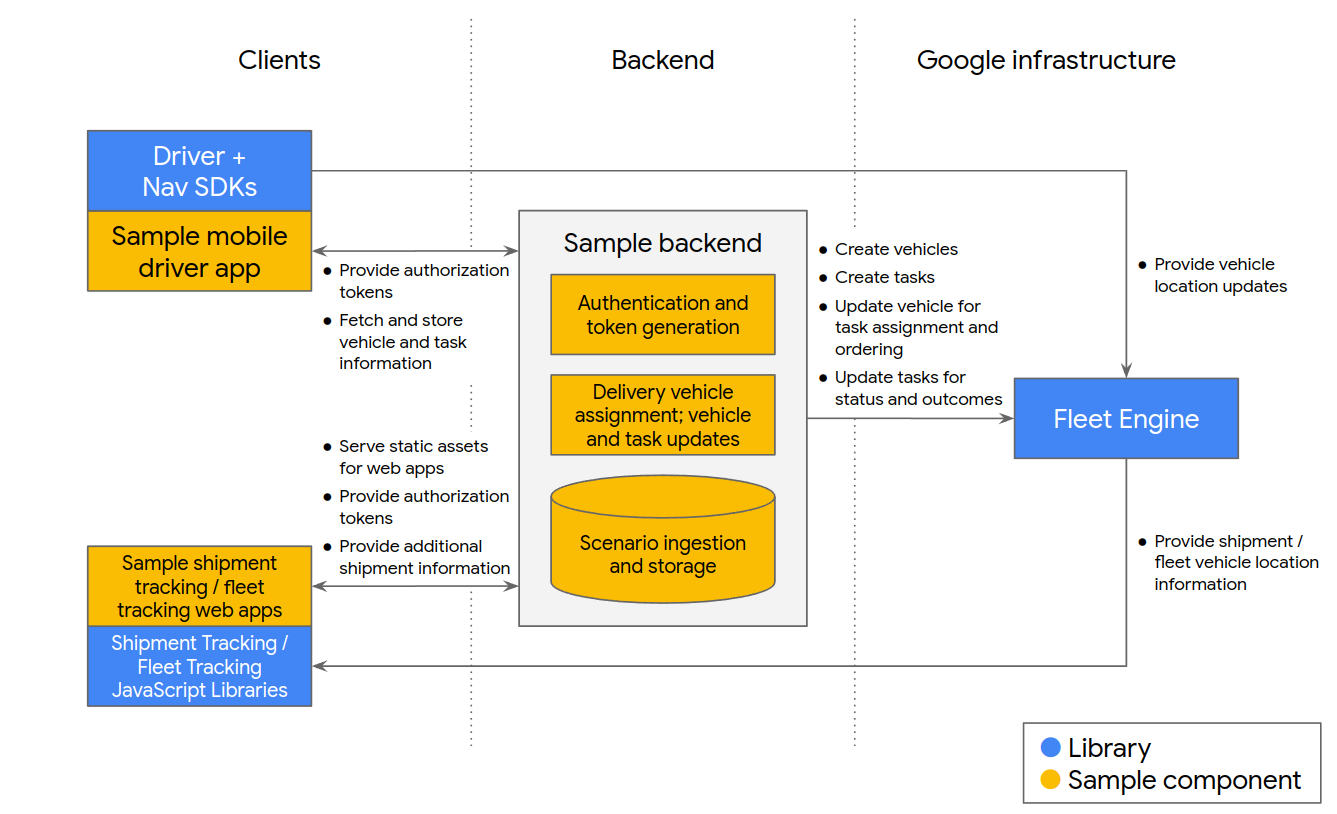 Clients
Backend
Google infrastructure
Driver +
Nav SDKs
Sample mobile
driver app
● Provide authorization
tokens
● Fetch and store
vehicle and task
information
● Serve static assets
for web apps
● Provide authorization
tokens
● Provide additional
shipment information
Sample shipment
tracking / fleet
tracking web apps
Shipment Tracking /
Fleet Tracking
JavaScript Libraries
Sample backend
Authentication and
token generation
Delivery vehicle
assignment; vehicle
and task updates
Scenario ingestion
and storage
● Create vehicles
● Create tasks
● Update vehicle for
task assignment and
ordering
● Update tasks for
status and outcomes
● Provide vehicle
location updates
Fleet Engine
● Provide shipment /
fleet vehicle location
information
Library
Sample component